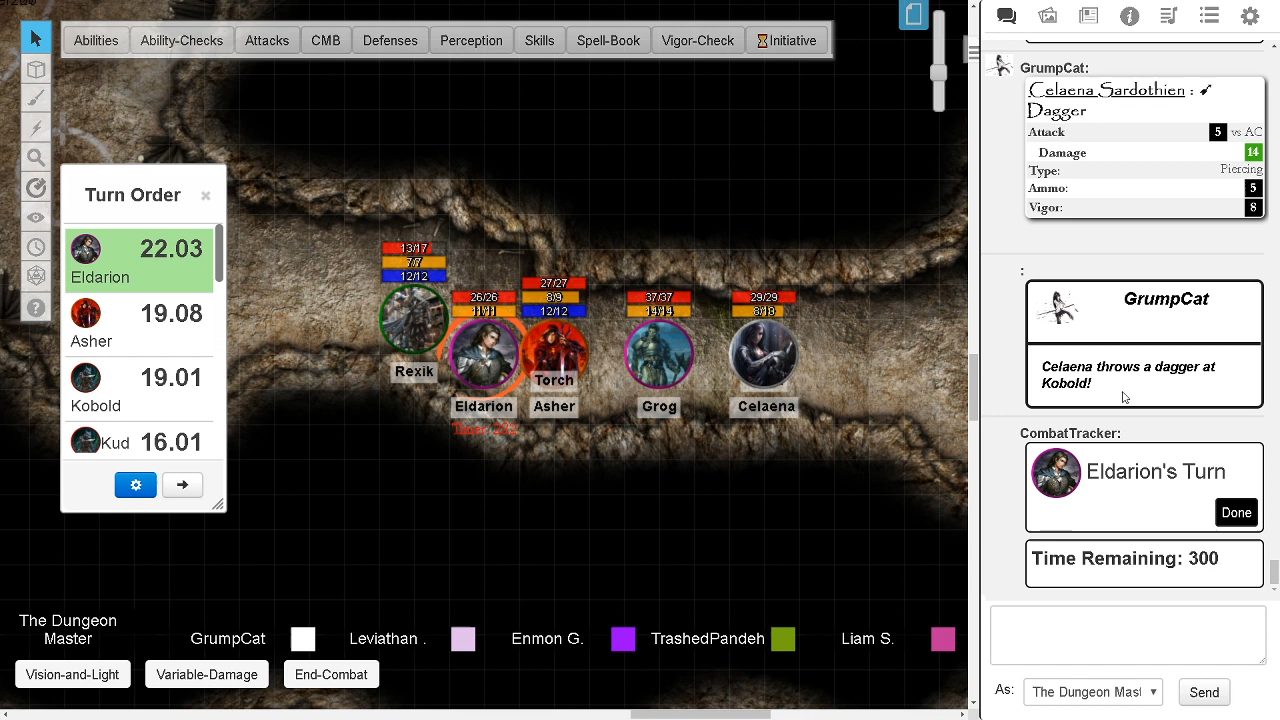 Abilities
Ability-Checks
Attacks
CMB
Defenses
Perception
Skills
Spell-Book
Vigor-Check
Initiative
Turn Order
×
22.03
Eldarion
19.08
Asher
19.01
Kobold
Kud 16.01
13/17
7/7
12/12
Rexik
26/26
11/11
Eldarion
27/27
8/9
12/12
Torch
Asher
37/37
14/14
Grog
29/29
8/10
Celaena
The Dungeon
Master
GrumpCat
Leviathan .
Enmon G.
TrashedPandeh
Liam S.
Vision-and-Light
Variable-Damage
End-Combat
GrumpCat:
Celaena Sardothien :
Dagger
Attack 5 vs AC
Damage 14
Type: Piercing
Ammo: 5
Vigor: 8
:
GrumpCat
Celaena throws a dagger at
Kobold!
CombatTracker:
Eldarion's Turn
Done
Time Remaining: 300
As:
The Dungeon Mast
Send